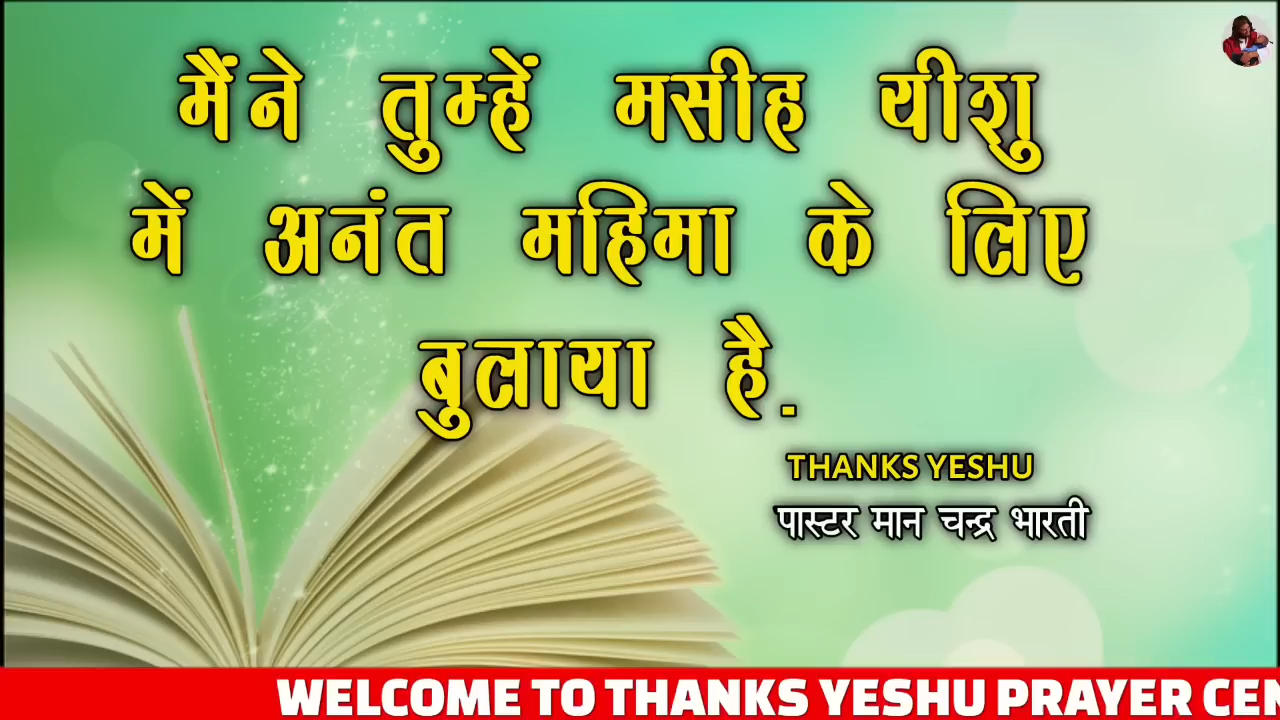 मैंने तुम्हें मसीह यीशु
में अनंत महिमा के लिए
बुलाया है.
THANKS YESHU
पास्टर मान चन्द्र भारती
WELCOME TO THANKS YESHU PRAYER CEN